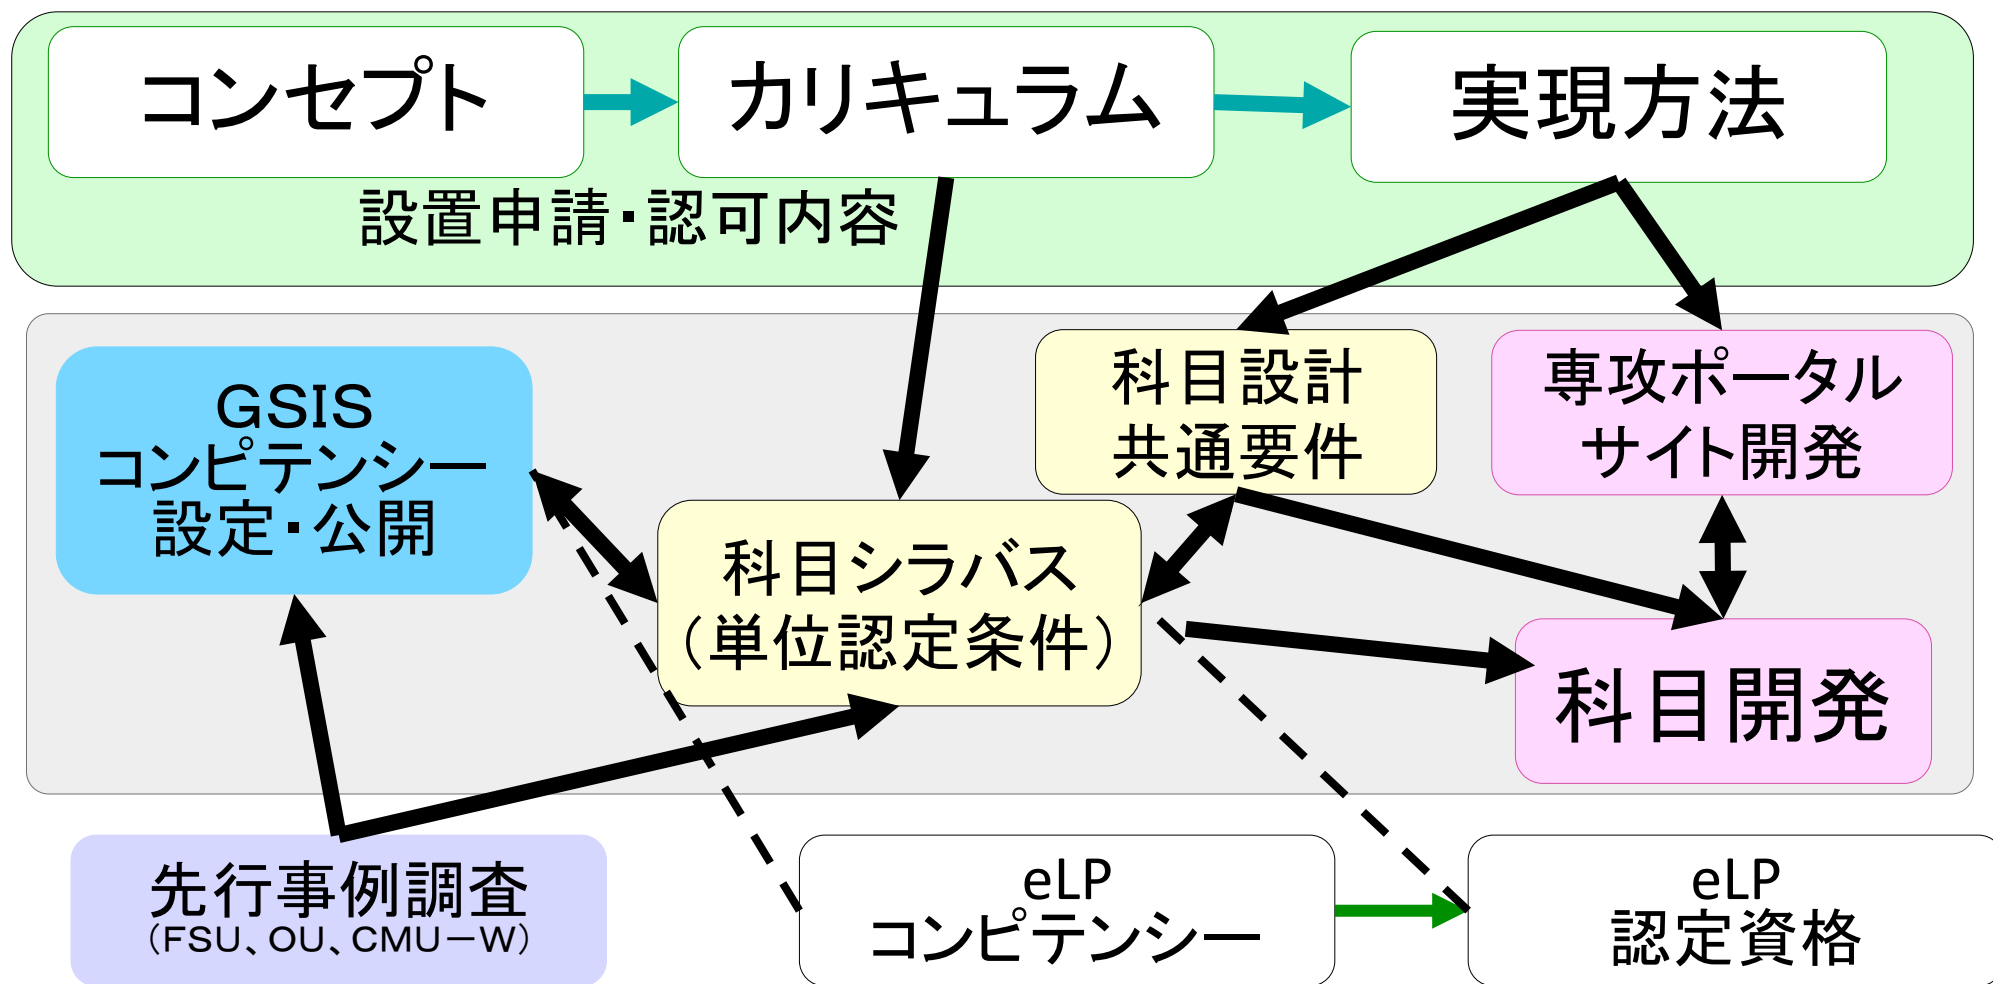 コンセプト
カリキュラム
実現方法
設置申請・認可内容
GSIS
コンピテンシー
設定・公開
科目設計
共通要件
専攻ポータル
サイト開発
科目シラバス
（単位認定条件）
科目開発
先行事例調査
（FSU、OU、CMU－W）
eLP
コンピテンシー
eLP
認定資格